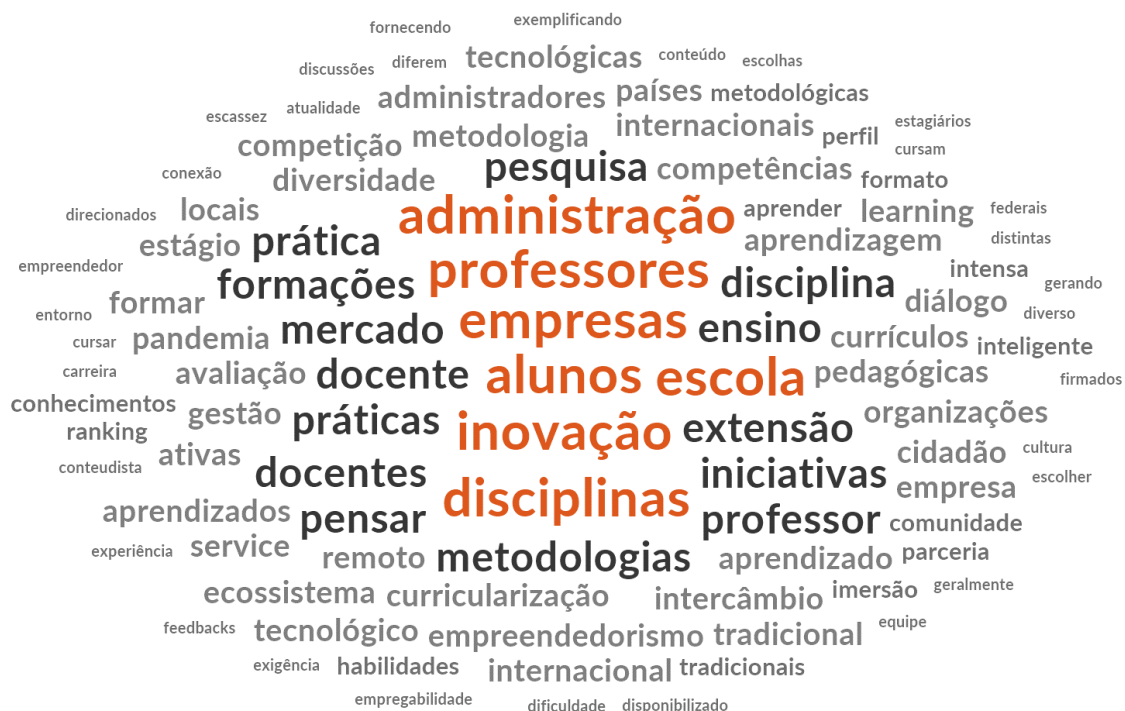 exemplificando
fornecendo
tecnológicas conteúdo escolhas
discussões diferem
administradores países metodológicas
escassez atualidade
competição metodologia internacionais perfil estagiários
cursam
conexão diversidade pesquisa competências formato
direcionados locais administração aprender learning federais
estágio prática aprendizagem distintas
empreendedor formações professores disciplina intensa gerando
formar diálogo
entorno mercado empresas ensino diverso
cursar pandemia currículos inteligente
carreira avaliação docente alunos escola pedagógicas firmados
conhecimentos gestão práticas inovação extensão organizações
ranking
conteudista ativas cidadão cultura
docentes iniciativas empresa escolher
aprendizados pensar disciplinas professor comunidade
experiência service remoto metodologias aprendizado parceria
ecossistema curricularização intercâmbio imersão geralmente
feedbacks tecnológico empreendedorismo tradicional equipe
exigência habilidades internacional tradicionais
empregabilidade dificuldade disponibilizado